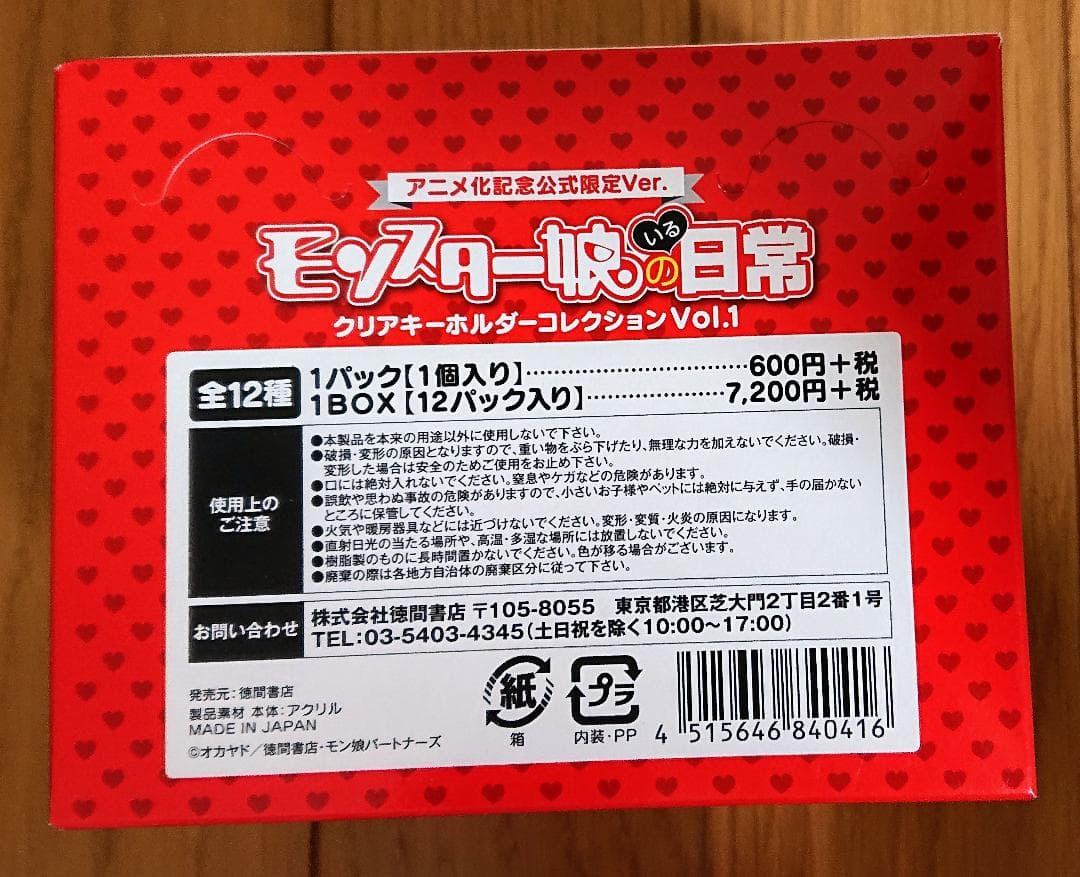 アニメ化記念公式限定Ver.
モンスター娘のいる日常
クリアキーホルダーコレクションVol.1
全12種
1パック【1個入り】……………………………600円+税
1BOX【12パック入り】…………………7,200円+税
使用上の
ご注意
●本製品を本来の用途以外に使用しないで下さい。
●破損・変形の原因となりますので、重い物をぶら下げたり、無理な力を加えないでください。破損・
変形した場合は安全のためご使用をお止め下さい。
●口には絶対入れないでください。窒息やケガなどの危険があります。
●誤飲や思わぬ事故の危険がありますので、小さいお子様やペットには絶対に与えず、手の届かない
ところに保管してください。
●火気や暖房器具などには近づけないでください。変形・変質・火炎の原因になります。
●直射日光の当たる場所や、高温・多湿な場所には放置しないでください。
●樹脂製のものに長時間置かないでください。色が移る場合がございます。
●廃棄の際は各地方自治体の廃棄区分に従って下さい。
お問い合わせ
株式会社徳間書店 〒105-8055 東京都港区芝大門2丁目2番1号
TEL:03-5403-4345(土日祝を除く10:00～17:00)
発売元:徳間書店
製品素材 本体:アクリル
MADE IN JAPAN
©オカヤド/徳間書店・モン娘パートナーズ
紙
箱
プラ
内装・PP
4 515646 840416